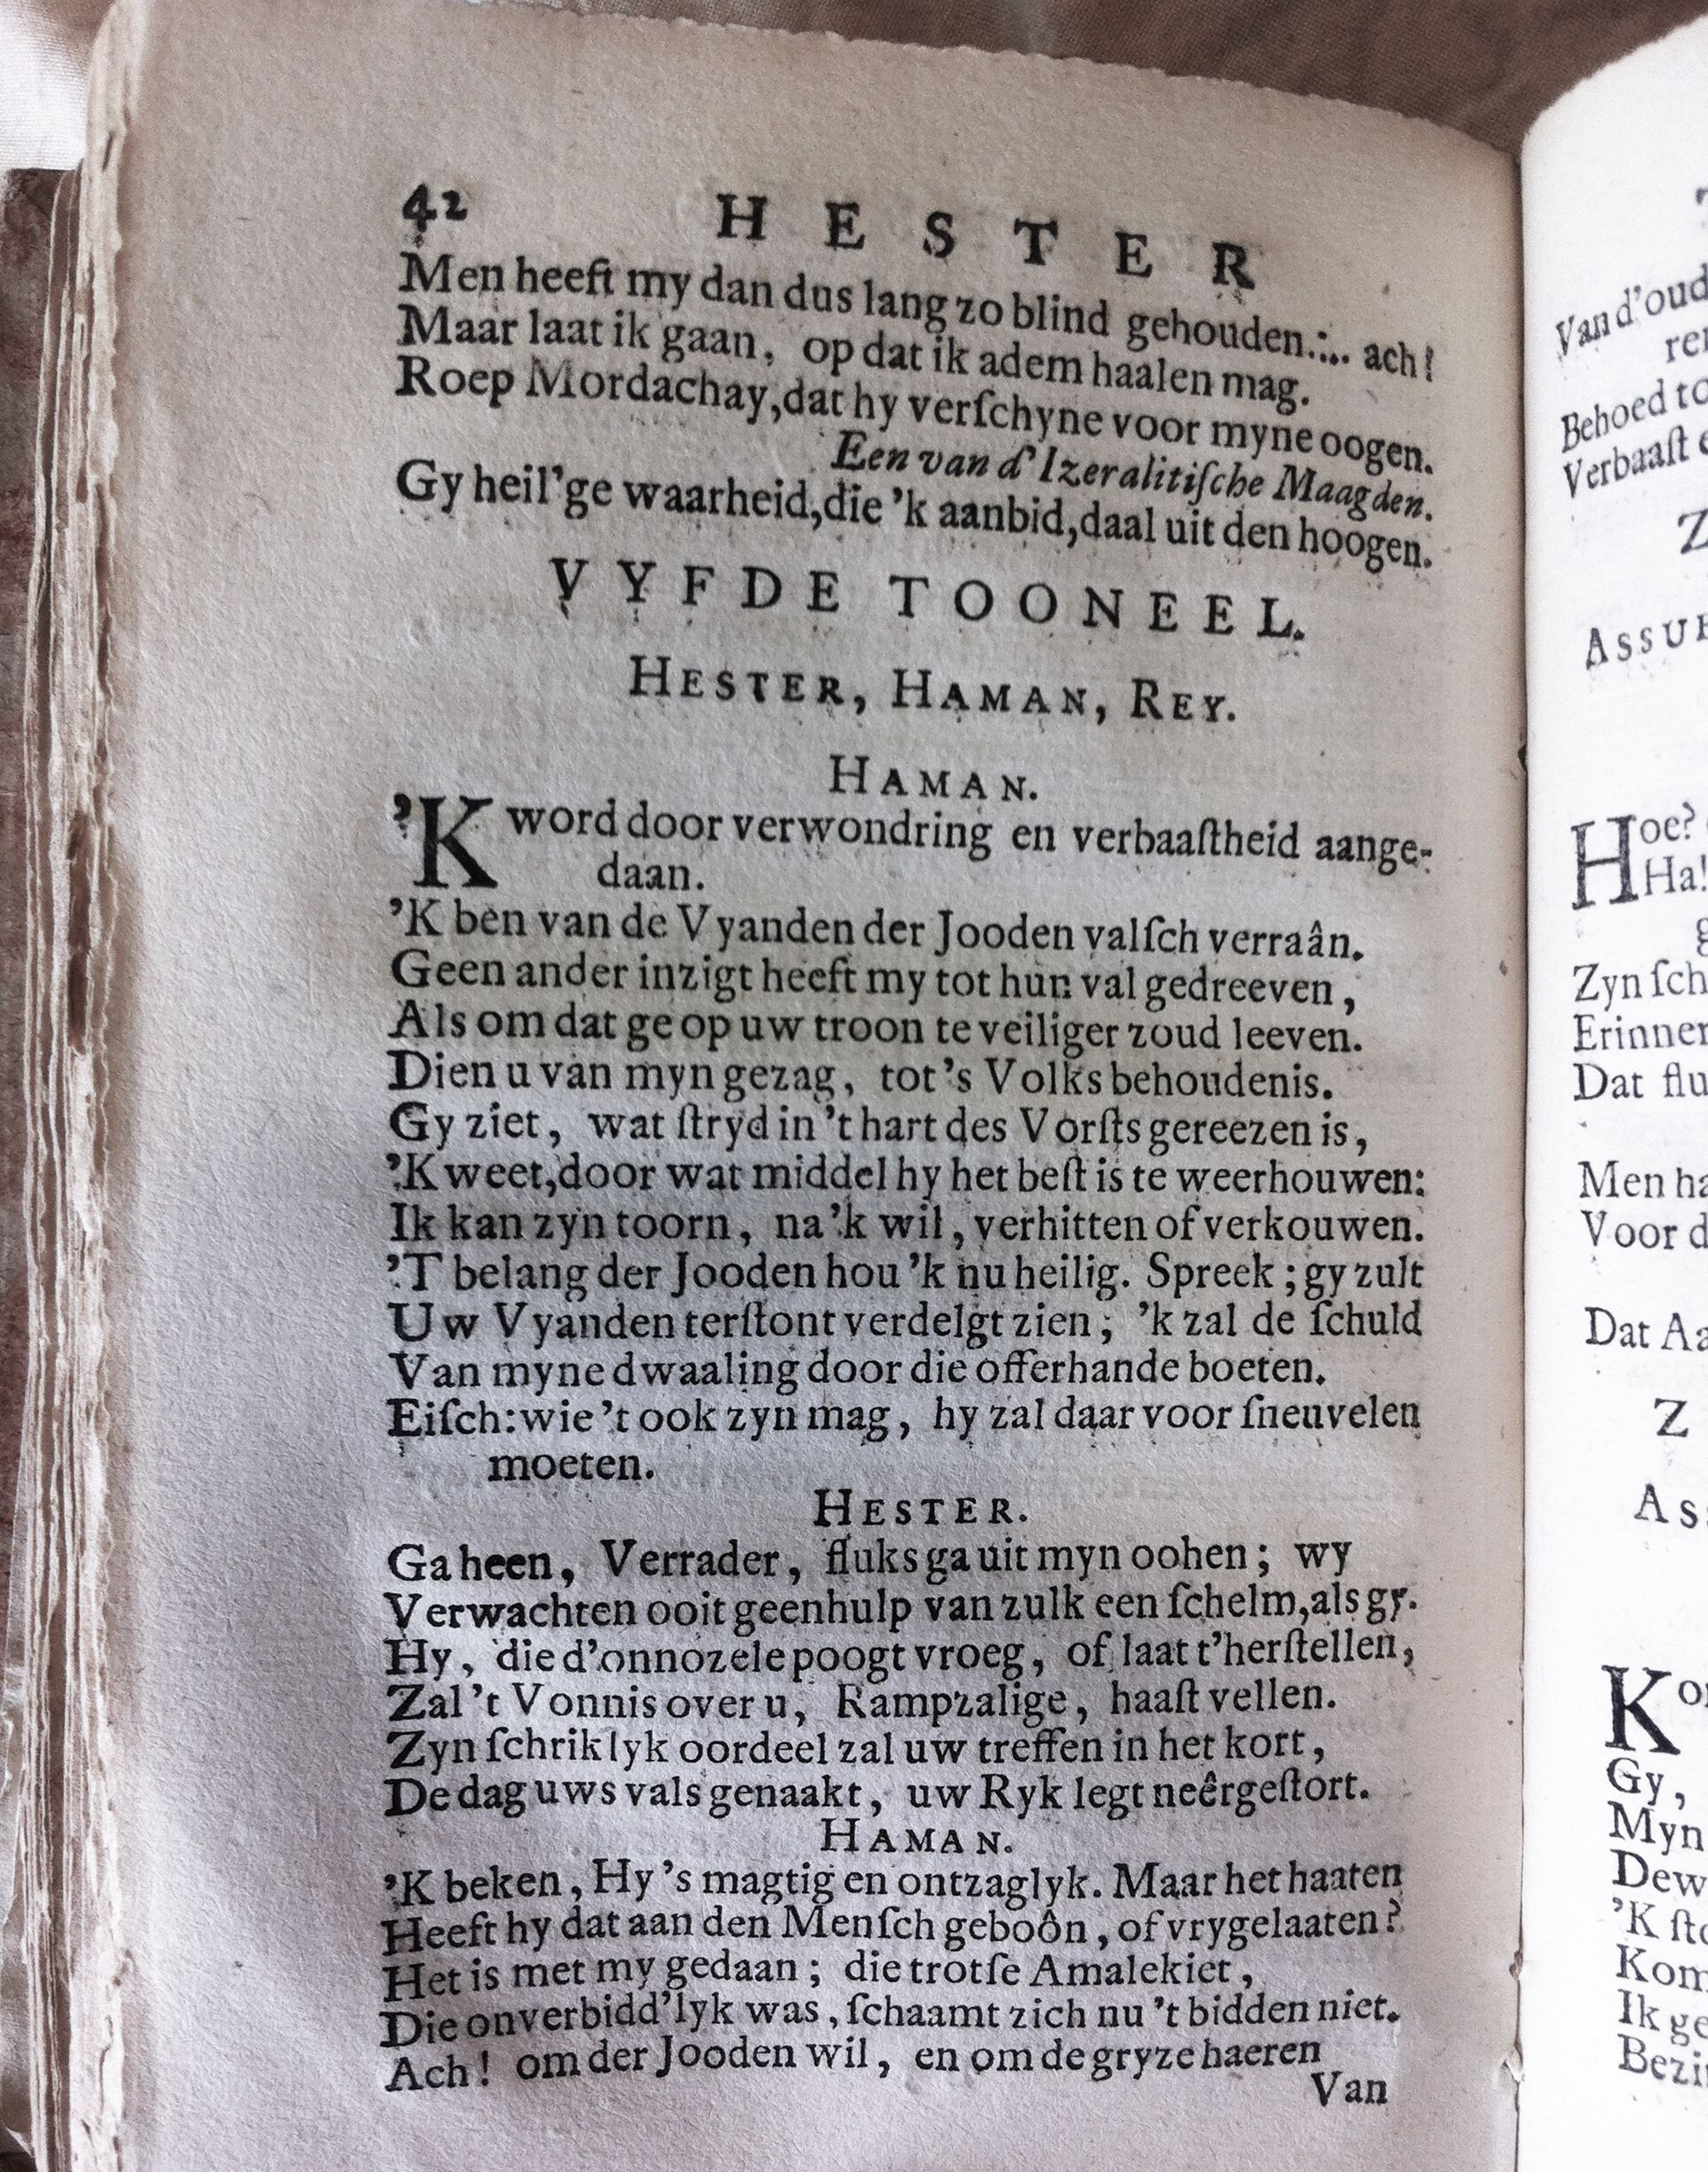 42 HESTER
Men heeft my dan dus lang zo blind gehouden.:.. ach!
Maar laat ik gaan, op dat ik adem haalen mag.
Roep Mordachay, dat hy verſchyne voor myne oogen.
Een van d' Izeralitiſche Maagden.
Gy heil'ge waarheid, die 'k aanbid, daal uit den hoogen.
VYFDE TOONEEL.
HESTER, HAMAN, REY.
HAMAN.
'K word door verwondring en verbaaſtheid aange-
daan.
'K ben van de Vyanden der Jooden valſch verraân.
Geen ander inzigt heeft my tot hun val gedreeven,
Als om dat ge op uw troon te veiliger zoud leeven.
Dien u van myn gezag, tot 's Volks behoudenis.
Gy ziet, wat ſtryd in 't hart des Vorſts gereezen is,
'K weet, door wat middel hy het beſt is te weerhouwen:
Ik kan zyn toorn, na 'k wil, verhitten of verkouwen.
'T belang der Jooden hou 'k nu heilig. Spreek; gy zult
Uw Vyanden terſtont verdelgt zien; 'k zal de ſchuld
Van myne dwaaling door die offerhande boeten.
Eiſch: wie 't ook zyn mag, hy zal daar voor ſneuvelen
moeten.
HESTER.
Ga heen, Verrader, fluks ga uit myn oohen; wy
Verwachten ooit geen hulp van zulk een ſchelm, als gy.
Hy, die d'onnozele poogt vroeg, of laat t'herſtellen,
Zal 't Vonnis over u, Rampzalige, haaſt vellen.
Zyn ſchriklyk oordeel zal uw treffen in het kort,
De dag uws vals genaakt, uw Ryk legt neêrgeſtort.
HAMAN.
'K beken, Hy 's magtig en ontzaglyk. Maar het haaten
Heeft hy dat aan den Menſch geboôn, of vrygelaaten?
Het is met my gedaan; die trotſe Amalekiet,
Die onverbidd'lyk was, ſchaamt zich nu 't bidden niet.
Ach! om der Jooden wil, en om de gryze haeren
Van
Van d'oud
Behoed
Verbaaſt
Z
ASSU
Hoe?
Ha!
Zyn ſch
Erinner
Dat flu
Men ha
Voor d
Dat Aa
Z
As
Ko
Gy,
Myn
Dew
'K ſto
Kom
Ik ge
Bezi